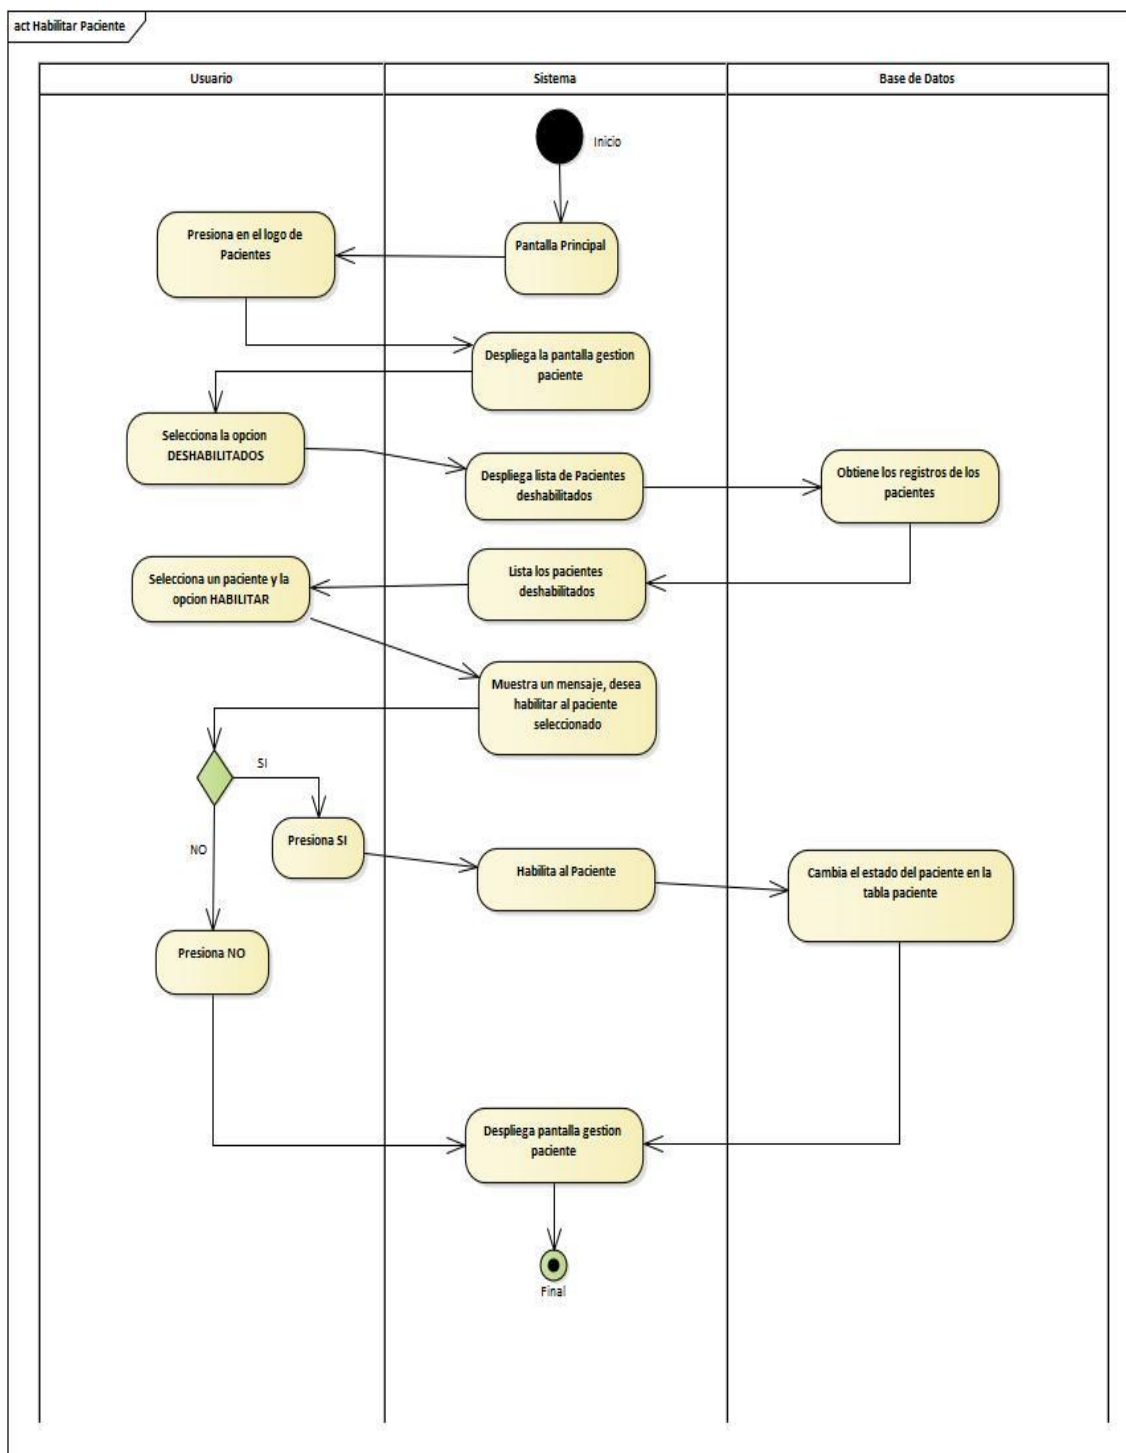 act Habilitar Paciente
Usuario
Sistema
Base de Datos
Inicio
Presiona en el logo de
Pacientes
Pantalla Principal
Despliega la pantalla gestion
paciente
Selecciona la opcion
DESHABILITADOS
Despliega lista de Pacientes
deshabilitados
Obtiene los registros de los
pacientes
Lista los pacientes
deshabilitados
Selecciona un paciente y la
opcion HABILITAR
Muestra un mensaje, desea
habilitar al paciente
seleccionado
SI
NO
Presiona SI
Habilita al Paciente
Cambia el estado del paciente en la
tabla paciente
Presiona NO
Despliega pantalla gestion
paciente
Final